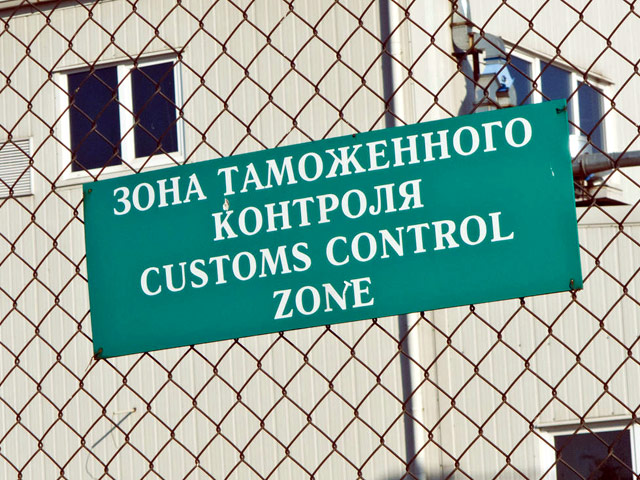 ЗОНА ТАМОЖЕННОГО
КОНТРОЛЯ
CUSTOMS CONTROL
ZONE